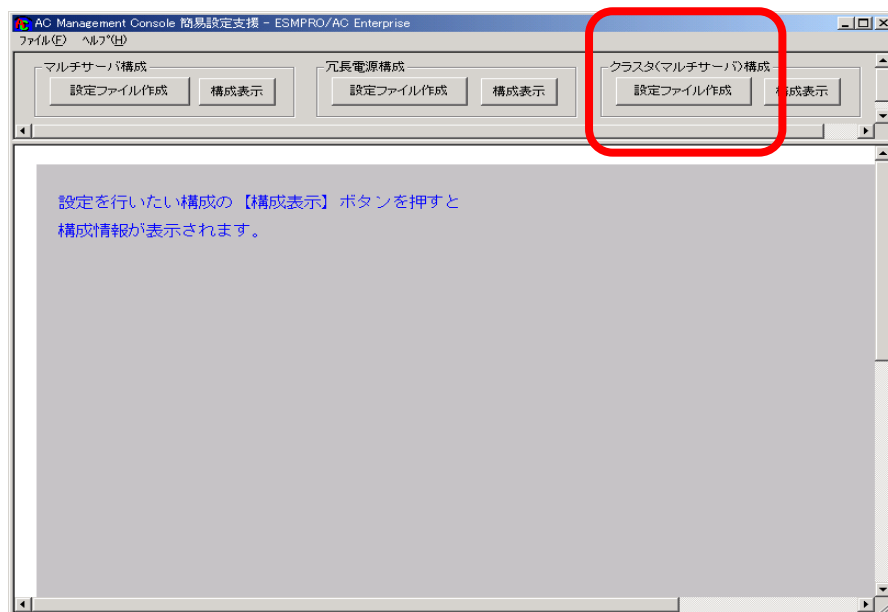 AC Management Console 簡易設定支援 - ESMPRO/AC Enterprise
ファイル(F) ヘルプ(H)
マルチサーバ構成 冗長電源構成 クラスタ(マルチサーバ)構成
設定ファイル作成 構成表示 設定ファイル作成 構成表示 設定ファイル作成 構成表示
設定を行いたい構成の【構成表示】ボタンを押すと
構成情報が表示されます。